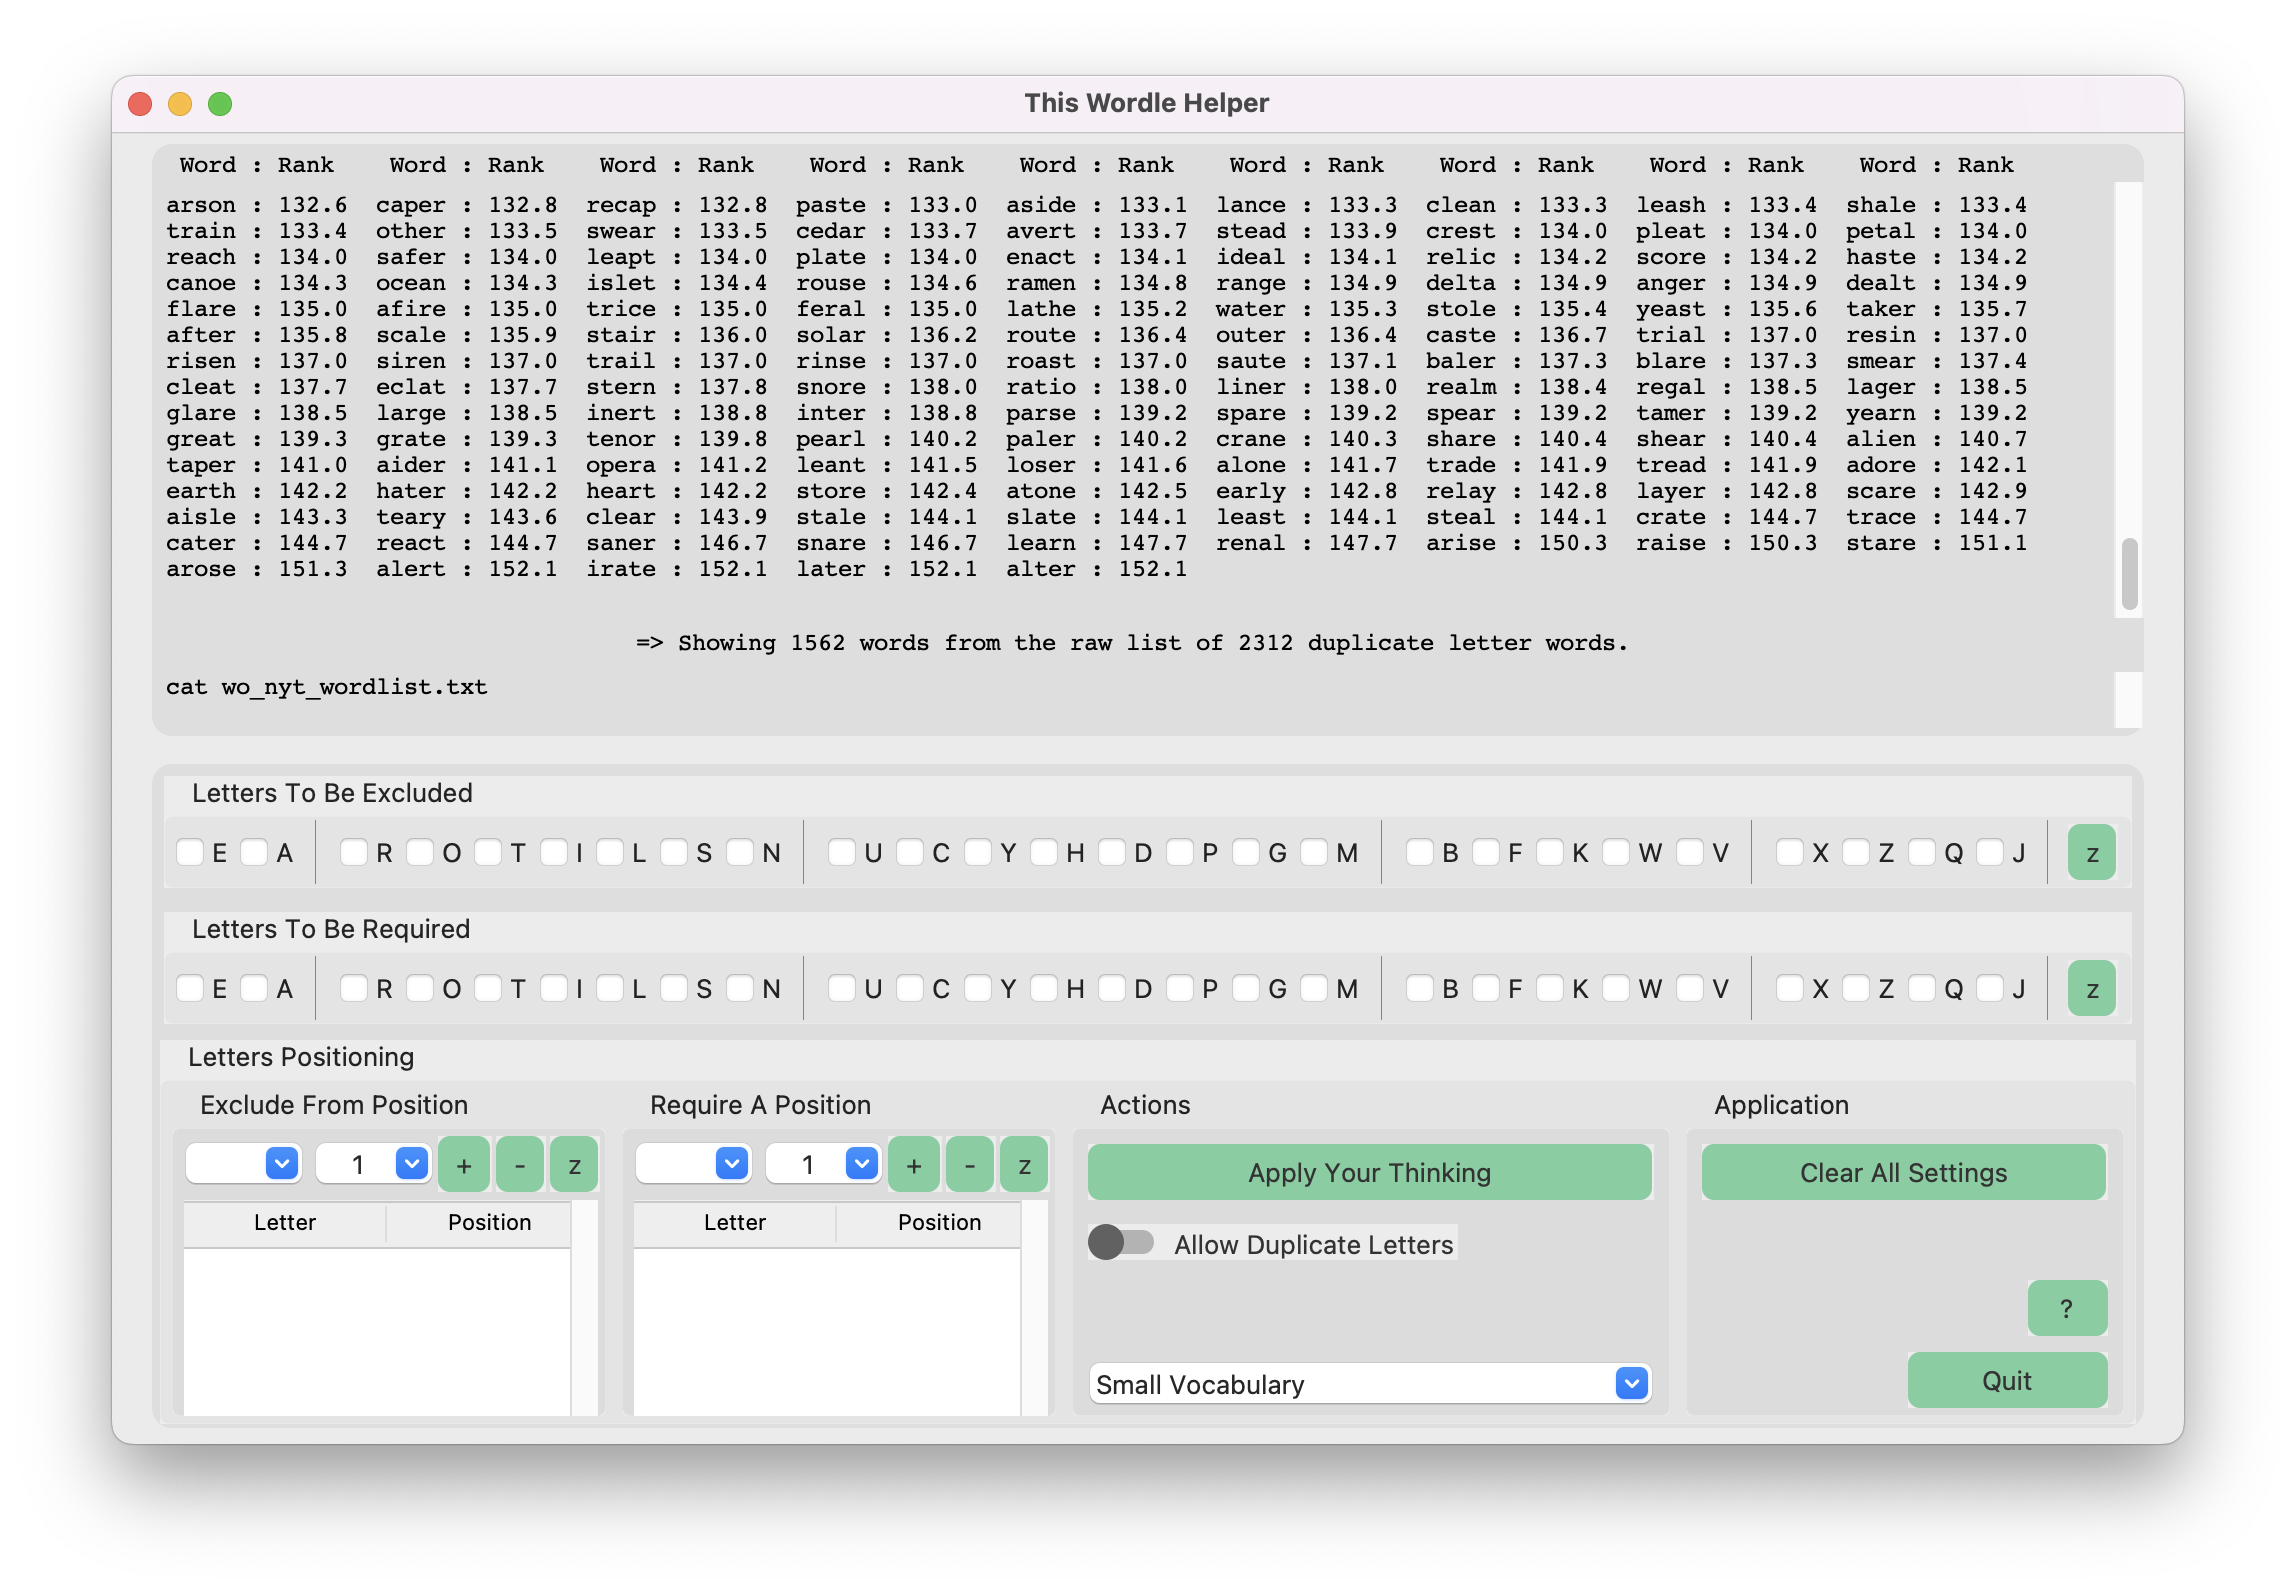 This Wordle Helper
Word : Rank Word : Rank Word : Rank Word : Rank Word : Rank Word : Rank Word : Rank Word : Rank Word : Rank
arson : 132.6 caper : 132.8 recap : 132.8 paste : 133.0 aside : 133.1 lance : 133.3 clean : 133.3 leash : 133.4 shale : 133.4
train : 133.4 other : 133.5 swear : 133.5 cedar : 133.7 avert : 133.7 stead : 133.9 crest : 134.0 pleat : 134.0 petal : 134.0
reach : 134.0 safer : 134.0 leapt : 134.0 plate : 134.0 enact : 134.1 ideal : 134.1 relic : 134.2 score : 134.2 haste : 134.2
canoe : 134.3 ocean : 134.3 islet : 134.4 rouse : 134.6 ramen : 134.8 range : 134.9 delta : 134.9 anger : 134.9 dealt : 134.9
flare : 135.0 afire : 135.0 trice : 135.0 feral : 135.0 lathe : 135.2 water : 135.3 stole : 135.4 yeast : 135.6 taker : 135.7
after : 135.8 scale : 135.9 stair : 136.0 solar : 136.2 route : 136.4 outer : 136.4 caste : 136.7 trial : 137.0 resin : 137.0
risen : 137.0 siren : 137.0 trail : 137.0 rinse : 137.0 roast : 137.0 saute : 137.1 baler : 137.3 blare : 137.3 smear : 137.4
cleat : 137.7 eclat : 137.7 stern : 137.8 snore : 138.0 ratio : 138.0 liner : 138.0 realm : 138.4 regal : 138.5 lager : 138.5
glare : 138.5 large : 138.5 inert : 138.8 inter : 138.8 parse : 139.2 spare : 139.2 spear : 139.2 tamer : 139.2 yearn : 139.2
great : 139.3 grate : 139.3 tenor : 139.8 pearl : 140.2 paler : 140.2 crane : 140.3 share : 140.4 shear : 140.4 alien : 140.7
taper : 141.0 aider : 141.1 opera : 141.2 leant : 141.5 loser : 141.6 alone : 141.7 trade : 141.9 tread : 141.9 adore : 142.1
earth : 142.2 hater : 142.2 heart : 142.2 store : 142.4 atone : 142.5 early : 142.8 relay : 142.8 layer : 142.8 scare : 142.9
aisle : 143.3 teary : 143.6 clear : 143.9 stale : 144.1 slate : 144.1 least : 144.1 steal : 144.1 crate : 144.7 trace : 144.7
cater : 144.7 react : 144.7 saner : 146.7 snare : 146.7 learn : 147.7 renal : 147.7 arise : 150.3 raise : 150.3 stare : 151.1
arose : 151.3 alert : 152.1 irate : 152.1 later : 152.1 alter : 152.1
=> Showing 1562 words from the raw list of 2312 duplicate letter words.
cat wo_nyt_wordlist.txt
Letters To Be Excluded
E A R O T I L S N U C Y H D P G M B F K W V X Z Q J z
Letters To Be Required
E A R O T I L S N U C Y H D P G M B F K W V X Z Q J z
Letters Positioning
Exclude From Position Require A Position Actions Application
1 + - z 1 + - z Apply Your Thinking Clear All Settings
Letter Position Letter Position Allow Duplicate Letters
?
Small Vocabulary Quit